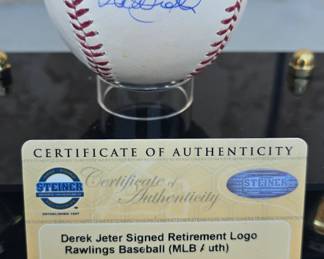 CERTIFICATE OF AUTHENTICITY
STEINER
Certificate of
Authenticity
STEINER
Derek Jeter Signed Retirement Logo
Rawlings Baseball (MLB Auth)